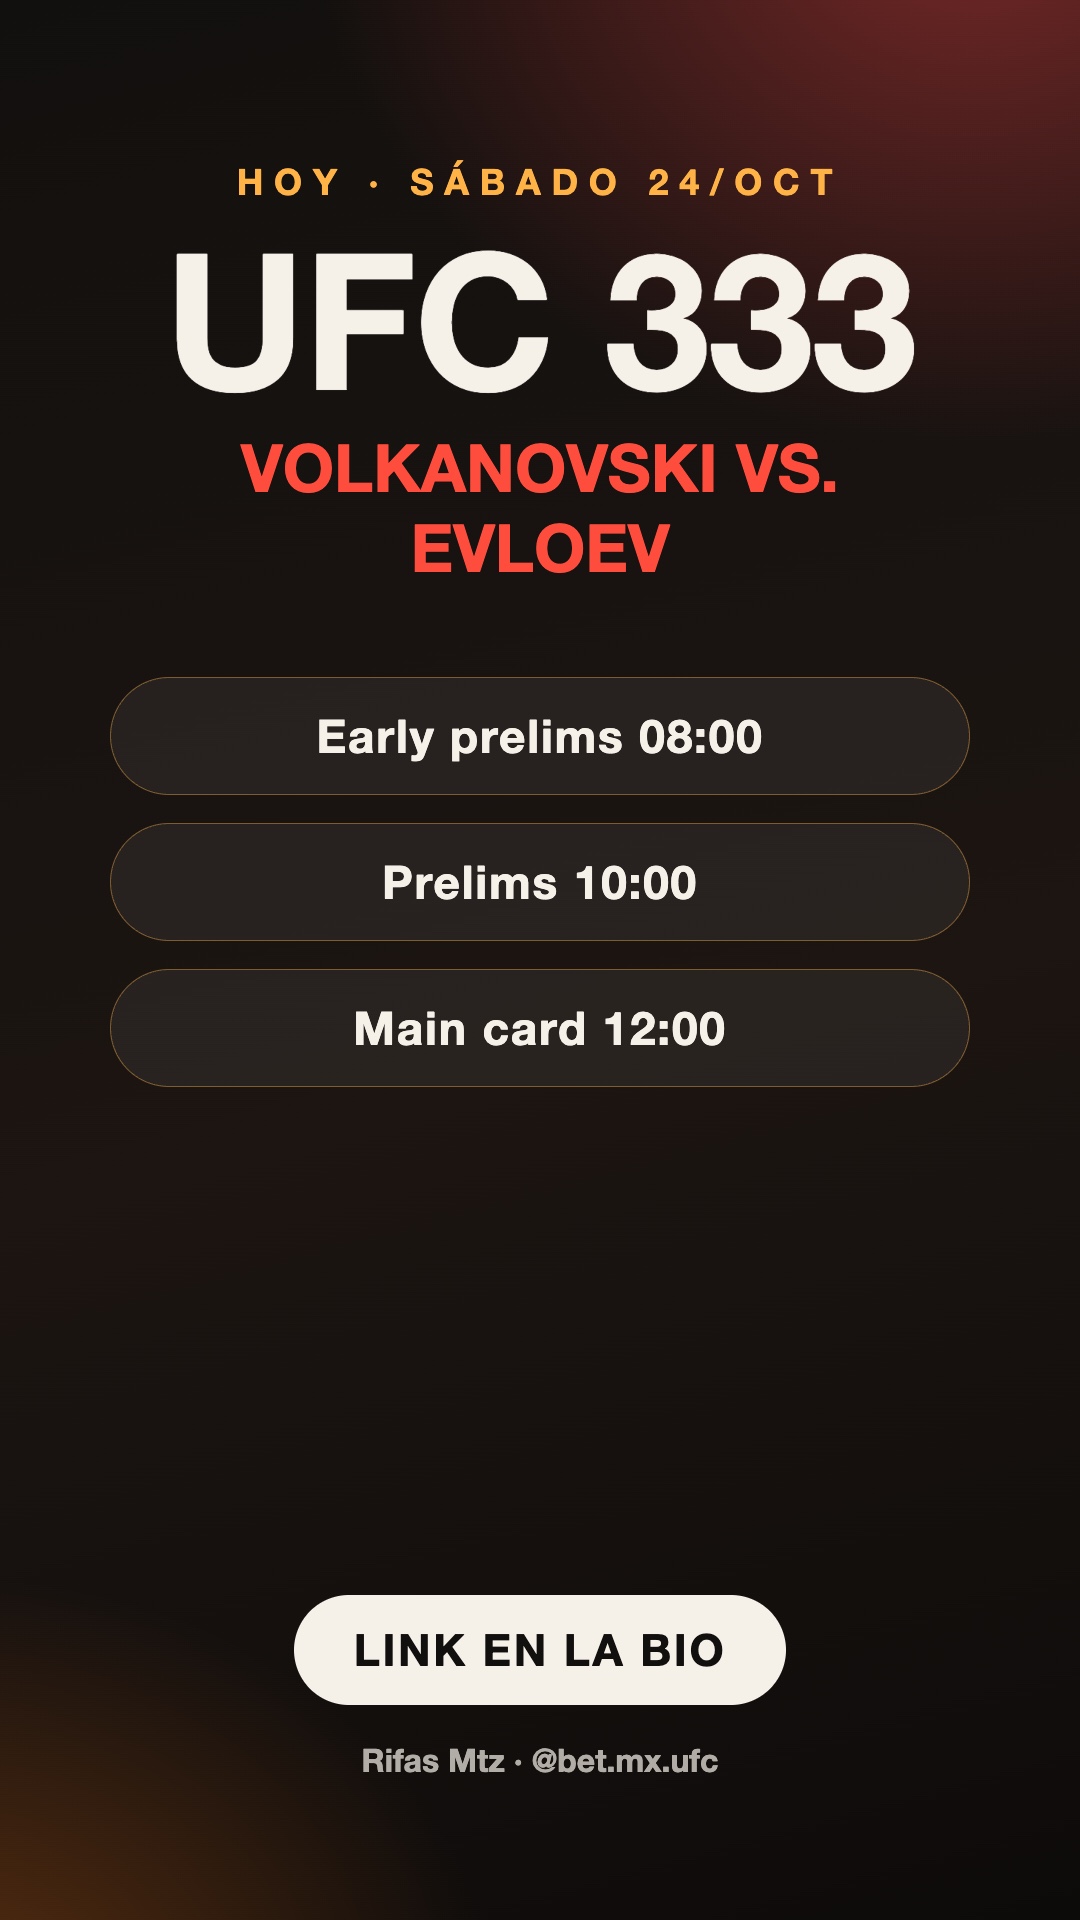 HOY · SÁBADO 24/OCT
UFC 333
VOLKANOVSKI VS.
EVLOEV
Early prelims 08:00
Prelims 10:00
Main card 12:00
LINK EN LA BIO
Rifas Mtz · @bet.mx.ufc